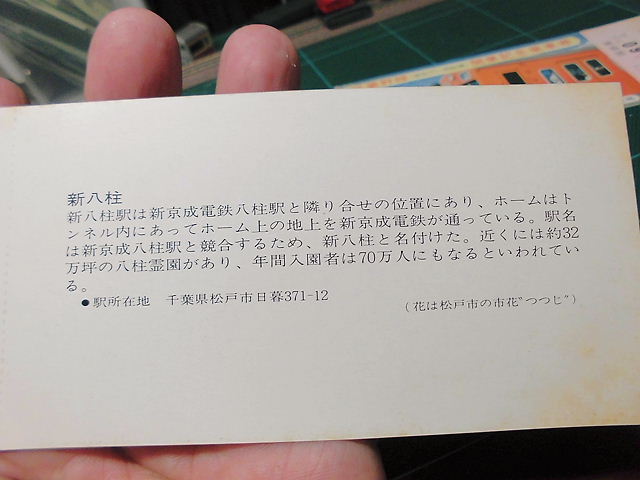 新八柱
新八柱駅は新京成電鉄八柱駅と隣り合せの位置にあり、ホームはト
ンネル内にあってホーム上の地上を新京成電鉄が通っている。駅名
は新京成八柱駅と競合するため、新八柱と名付けた。近くには約32
万坪の八柱霊園があり、年間入園者は70万人にもなるといわれてい
る。
●駅所在地　千葉県松戸市日暮371-12
(花は松戸市の市花"つつじ")